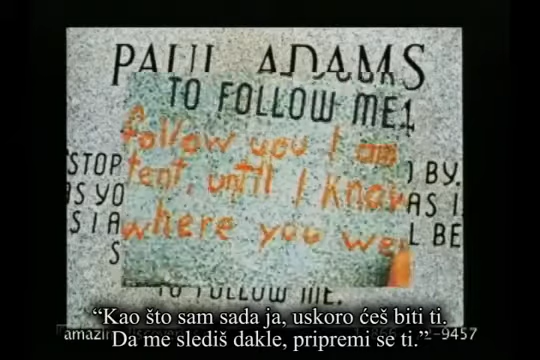 PAUL ADAMS
TO FOLLOW ME,
follow you I am
STOP
tent, until I Know
BY.
AS YO
AS I
where you we
S I A
L BE
S
TO FOLLOW ME.
“Kao što sam sada ja, uskoro ćeš biti ti.
Da me slediš dakle, pripremi se ti.”
-9457